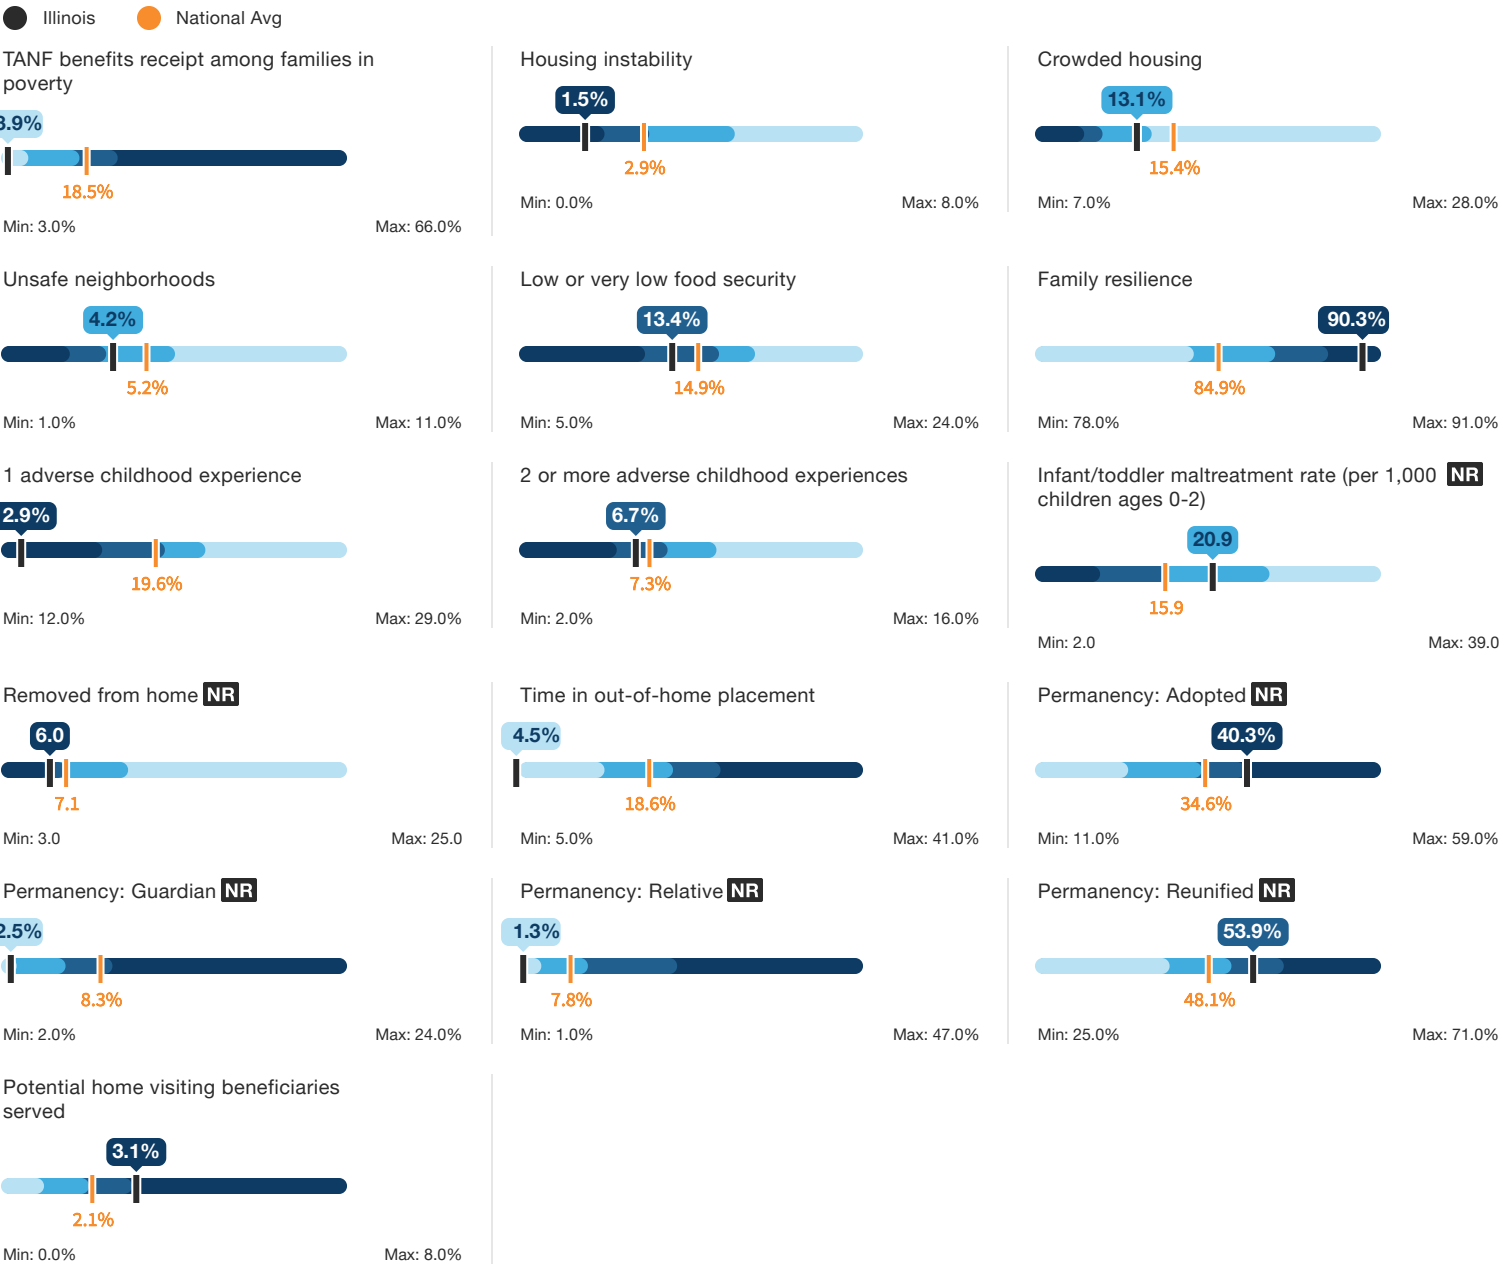 Illinois
National Avg
TANF benefits receipt among families in
poverty
3.9%
18.5%
Min: 3.0%
Max: 66.0%
Housing instability
1.5%
2.9%
Min: 0.0%
Max: 8.0%
Crowded housing
13.1%
15.4%
Min: 7.0%
Max: 28.0%
Unsafe neighborhoods
4.2%
5.2%
Min: 1.0%
Max: 11.0%
Low or very low food security
13.4%
14.9%
Min: 5.0%
Max: 24.0%
Family resilience
90.3%
84.9%
Min: 78.0%
Max: 91.0%
1 adverse childhood experience
2.9%
19.6%
Min: 12.0%
Max: 29.0%
2 or more adverse childhood experiences
6.7%
7.3%
Min: 2.0%
Max: 16.0%
Infant/toddler maltreatment rate (per 1,000 NR
children ages 0-2)
20.9
15.9
Min: 2.0
Max: 39.0
Removed from home NR
6.0
7.1
Min: 3.0
Max: 25.0
Time in out-of-home placement
4.5%
18.6%
Min: 5.0%
Max: 41.0%
Permanency: Adopted NR
40.3%
34.6%
Min: 11.0%
Max: 59.0%
Permanency: Guardian NR
2.5%
8.3%
Min: 2.0%
Max: 24.0%
Permanency: Relative NR
1.3%
7.8%
Min: 1.0%
Max: 47.0%
Permanency: Reunified NR
53.9%
48.1%
Min: 25.0%
Max: 71.0%
Potential home visiting beneficiaries
served
3.1%
2.1%
Min: 0.0%
Max: 8.0%